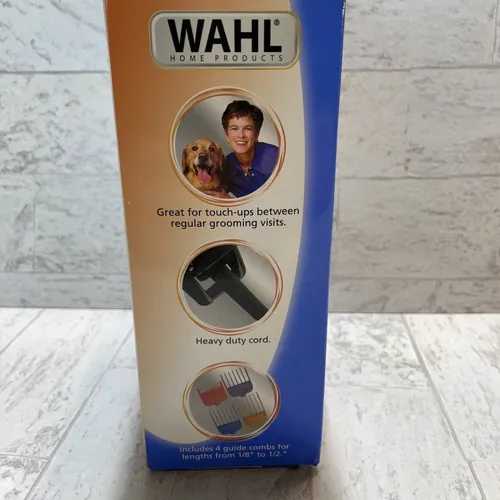 WAHL®
HOME PRODUCTS
Great for touch-ups between
regular grooming visits.
Heavy duty cord.
Includes 4 guide combs for
lengths from 1/8" to 1/2."